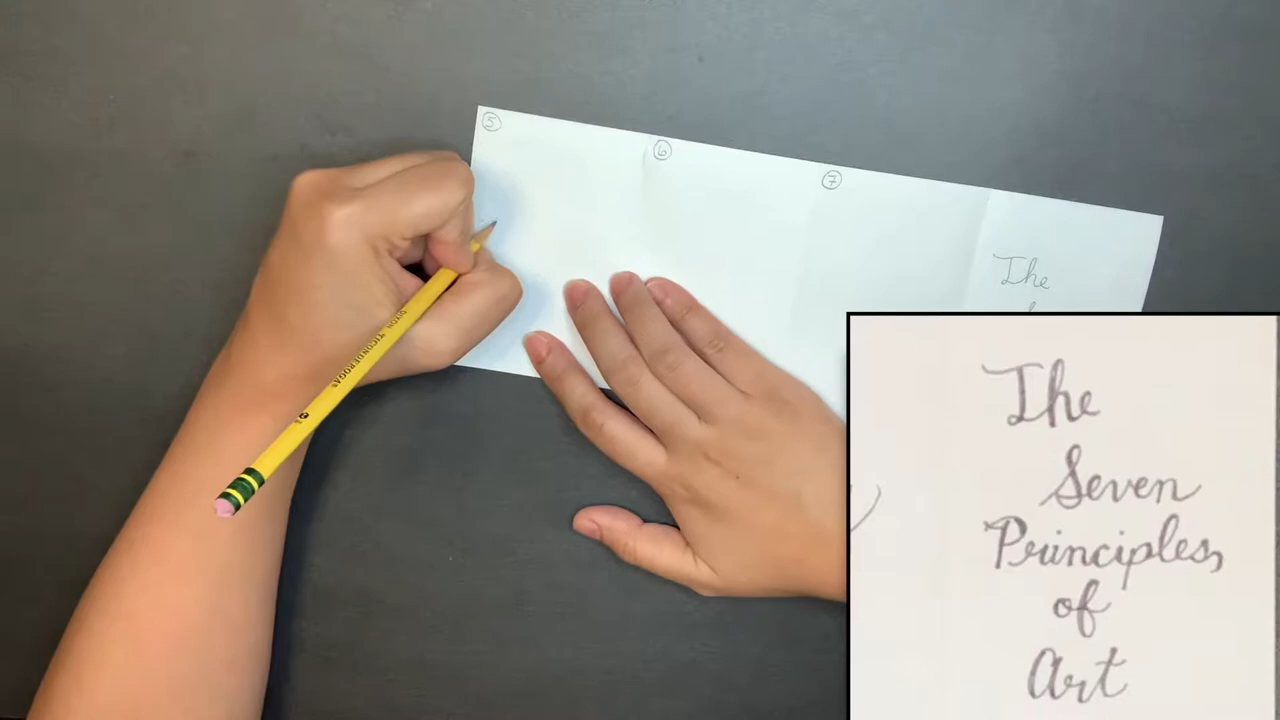 ⑤
⑥
⑦
The
DIXON TICONDEROGA®
The
Seven
Principles
of
Art